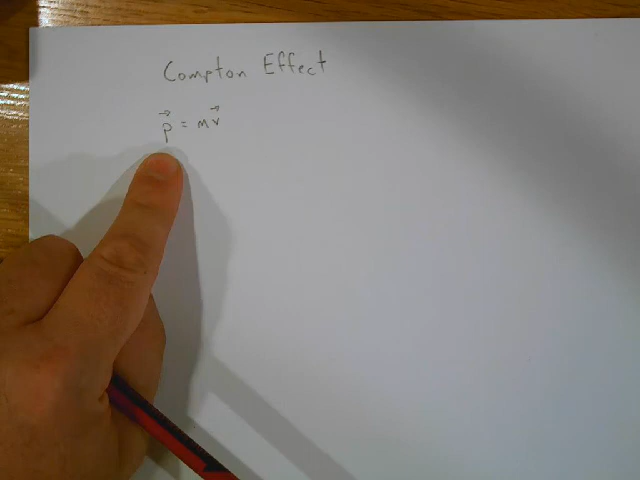 Compton Effect
p⃗ = mv⃗